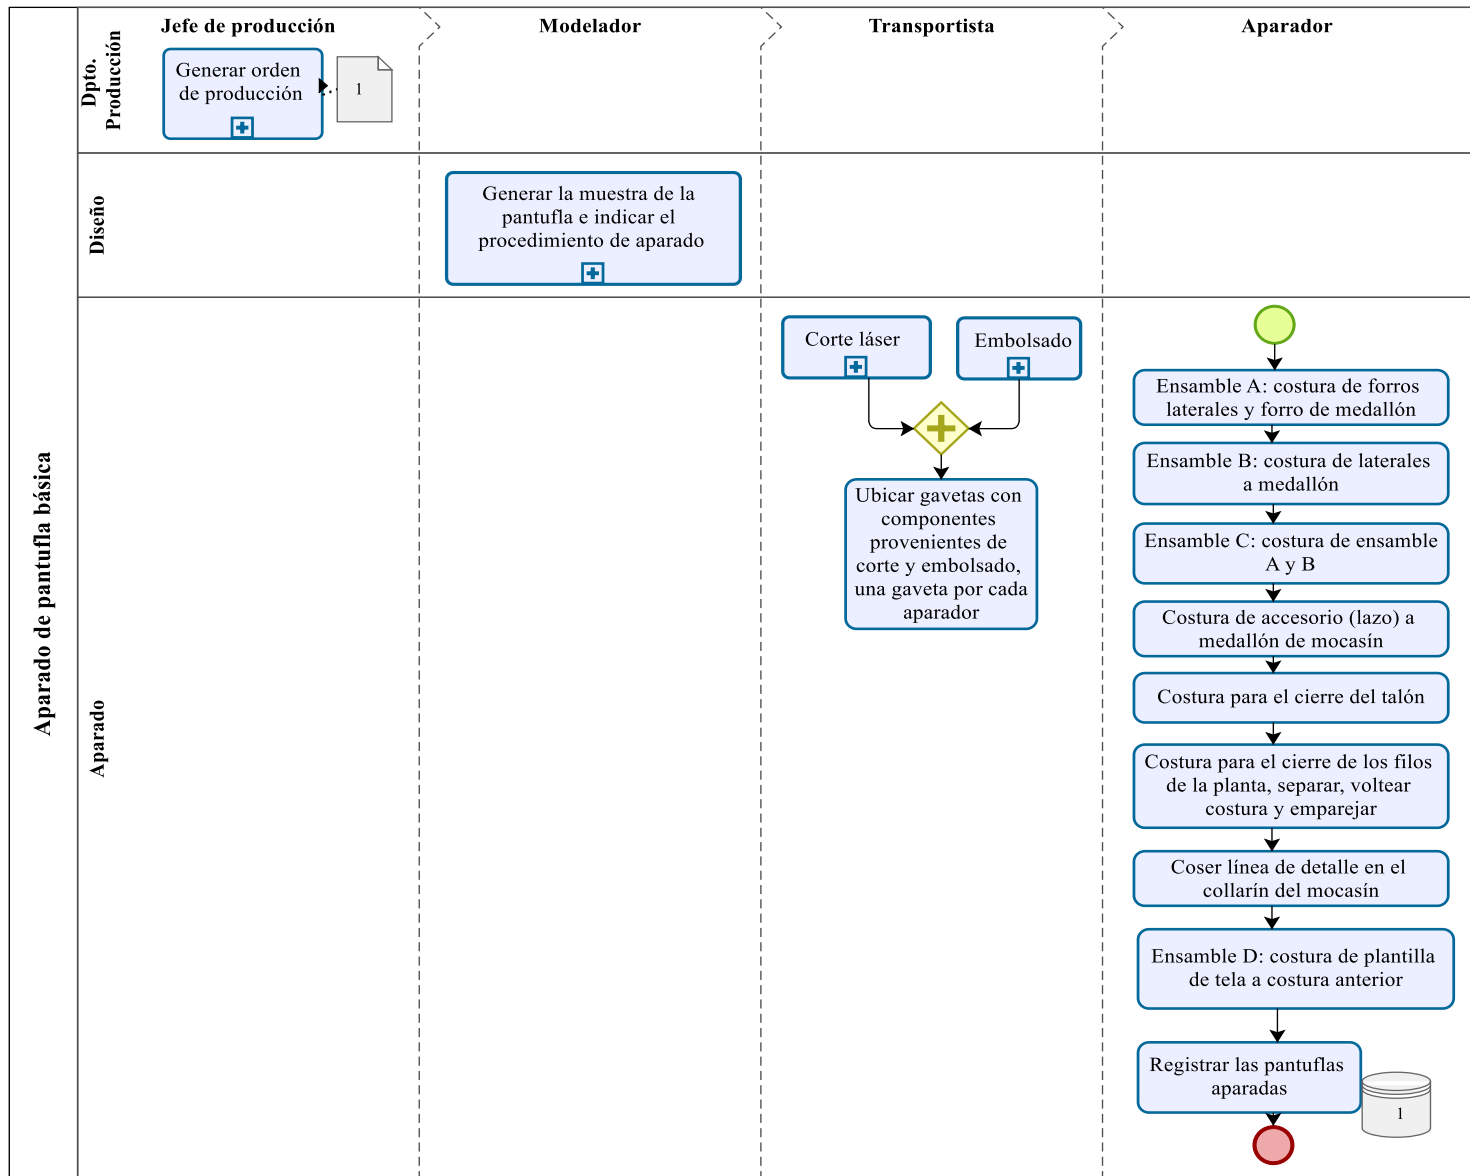 Jefe de producción
Modelador
Transportista
Aparador
Aparado de pantufla básica
Dpto.
Producción
Generar orden
de producción
1
Diseño
Generar la muestra de la
pantufla e indicar el
procedimiento de aparado
Aparado
Corte láser
Embolsado
Ubicar gavetas con
componentes
provenientes de
corte y embolsado,
una gaveta por cada
aparador
Ensamble A: costura de forros
laterales y forro de medallón
Ensamble B: costura de laterales
a medallón
Ensamble C: costura de ensamble
A y B
Costura de accesorio (lazo) a
medallón de mocasín
Costura para el cierre del talón
Costura para el cierre de los filos
de la planta, separar, voltear
costura y emparejar
Coser línea de detalle en el
collarín del mocasín
Ensamble D: costura de plantilla
de tela a costura anterior
Registrar las pantuflas
aparadas
1